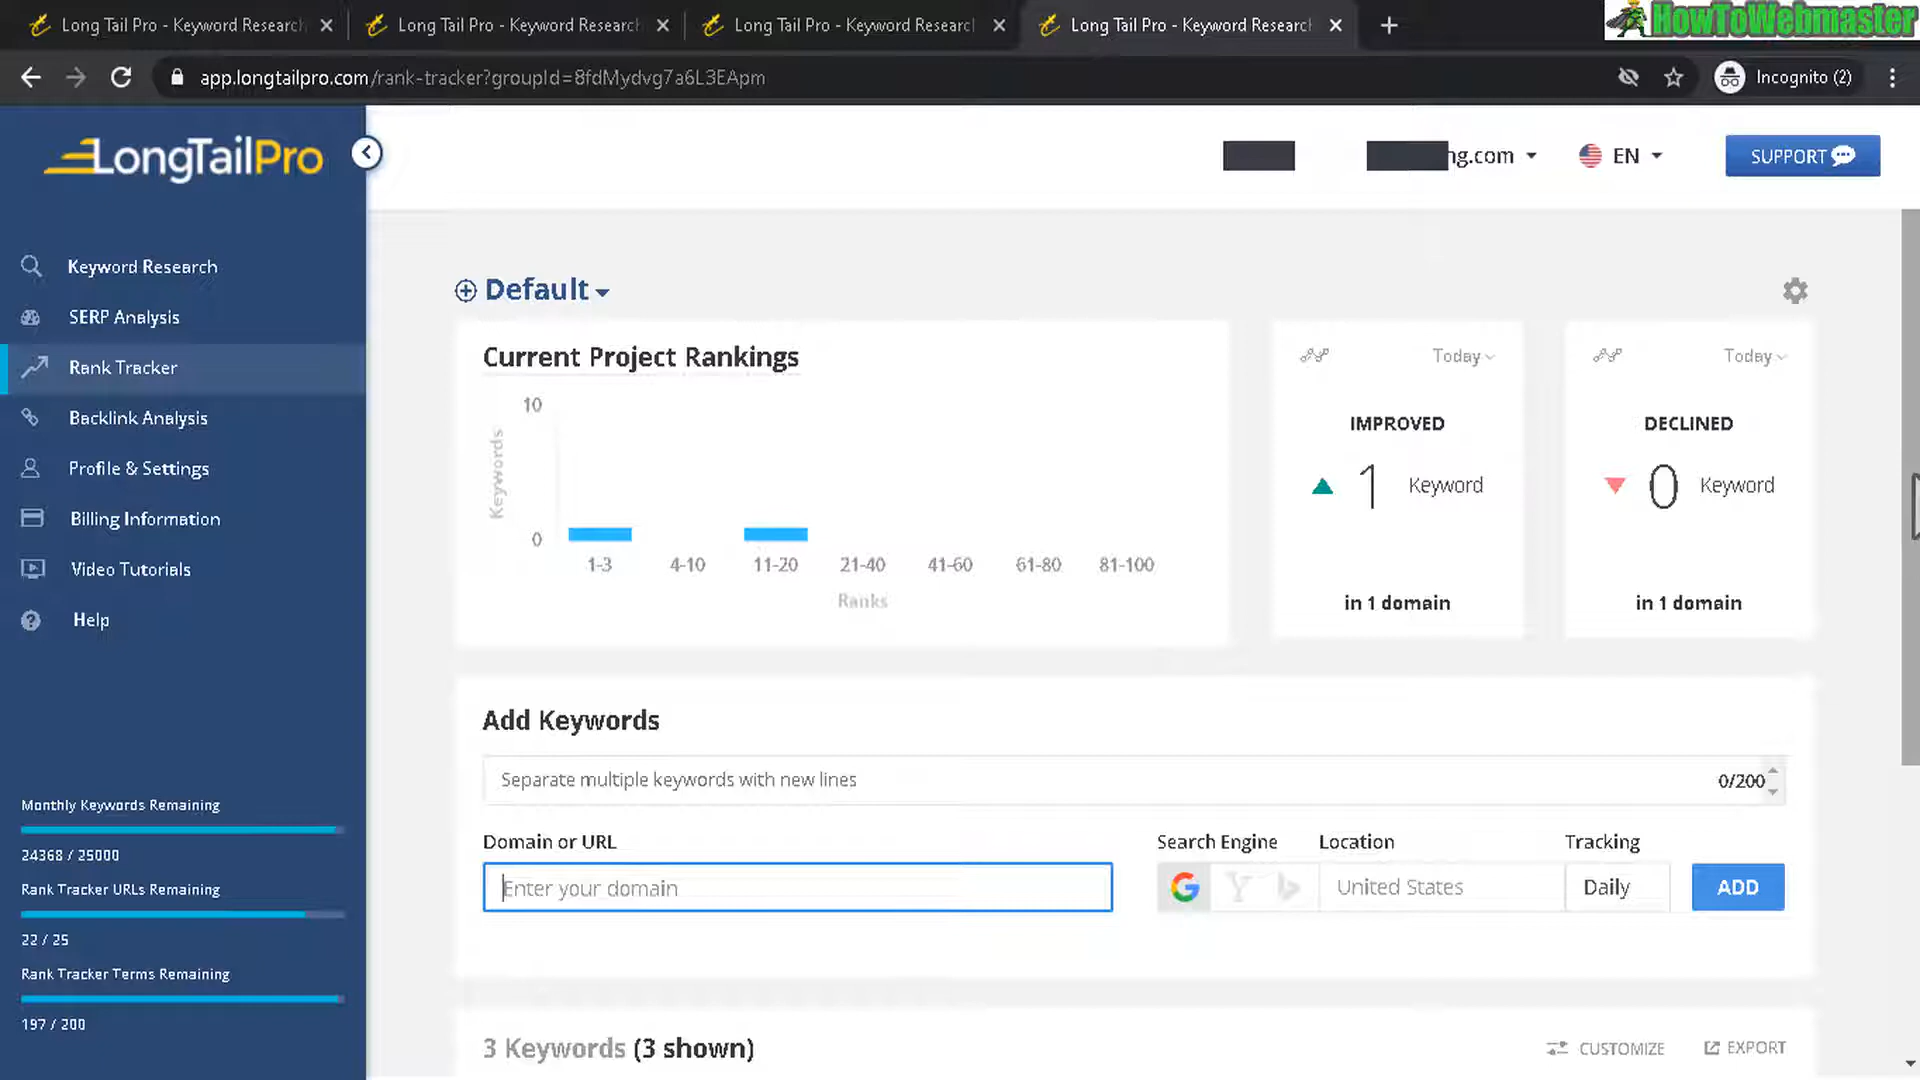 Long Tail Pro - Keyword Research
Long Tail Pro - Keyword Research
Long Tail Pro - Keyword Research
Long Tail Pro - Keyword Research
HowToWebmaster
app.longtailpro.com/rank-tracker?groupId=8fdMydvg7a6L3EApm
Incognito (2)
LongTailPro
ng.com
EN
SUPPORT
Keyword Research
SERP Analysis
Rank Tracker
Backlink Analysis
Profile & Settings
Billing Information
Video Tutorials
Help
Monthly Keywords Remaining
24368 / 25000
Rank Tracker URLs Remaining
22 / 25
Rank Tracker Terms Remaining
197 / 200
Default
Current Project Rankings
10
Keywords
0
1-3 4-10 11-20 21-40 41-60 61-80 81-100
Ranks
Today
IMPROVED
1 Keyword
in 1 domain
Today
DECLINED
0 Keyword
in 1 domain
Add Keywords
Separate multiple keywords with new lines
0/200
Domain or URL
Enter your domain
Search Engine
Location
United States
Tracking
Daily
ADD
3 Keywords (3 shown)
CUSTOMIZE
EXPORT